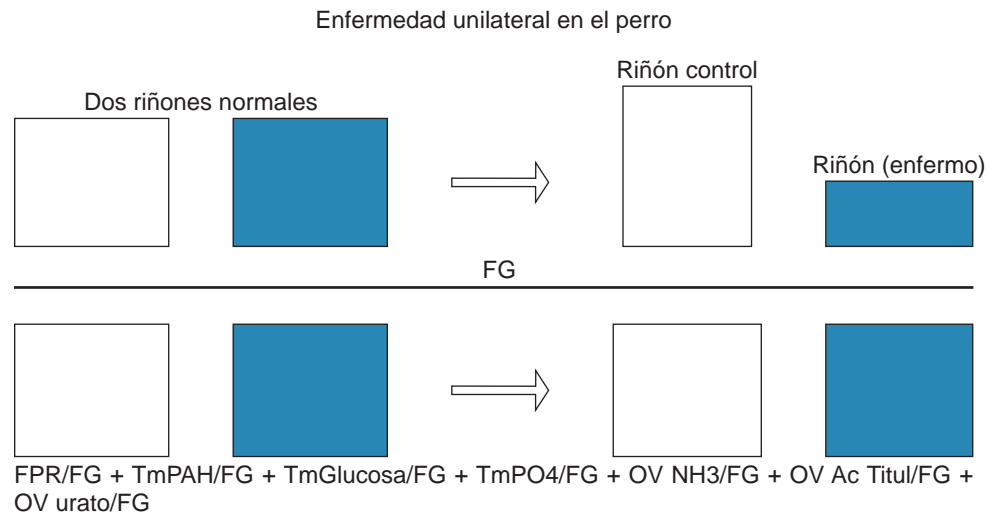 Enfermedad unilateral en el perro
Riñón control
Dos riñones normales
Riñón (enfermo)
FG
FPR/FG + TmPAH/FG + TmGlucosa/FG + TmPO4/FG + OV NH3/FG + OV Ac Titul/FG +
OV urato/FG